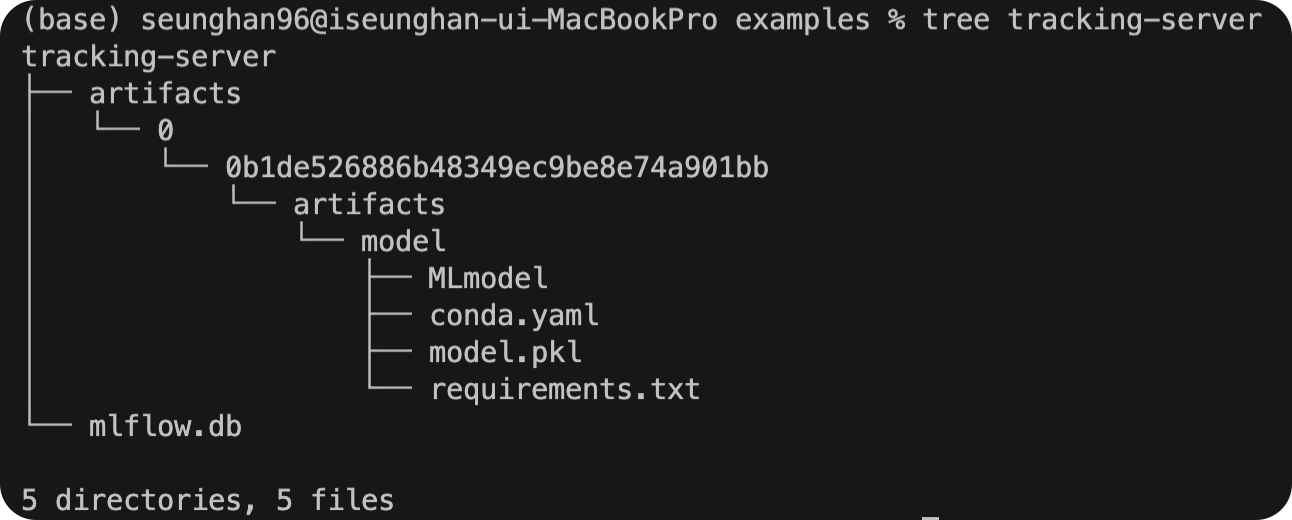 (base) seunghan96@iseunghan-ui-MacBookPro examples % tree tracking-server
tracking-server
├── artifacts
│   └── 0
│       └── 0b1de526886b48349ec9be8e74a901bb
│           └── artifacts
│               └── model
│                   ├── MLmodel
│                   ├── conda.yaml
│                   ├── model.pkl
│                   └── requirements.txt
└── mlflow.db
5 directories, 5 files